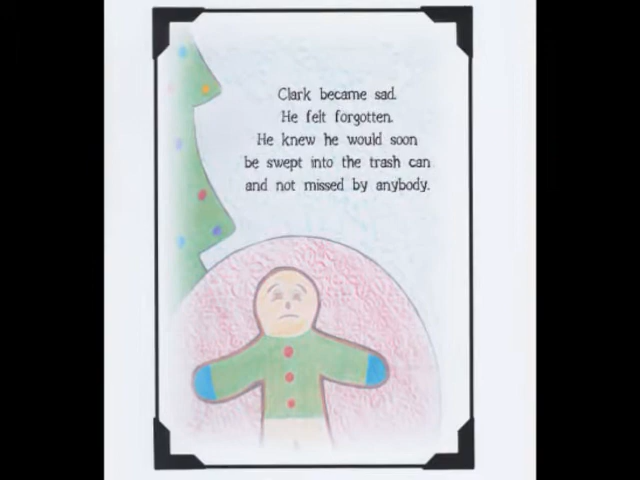 Clark became sad.
He felt forgotten.
He knew he would soon
be swept into the trash can
and not missed by anybody.